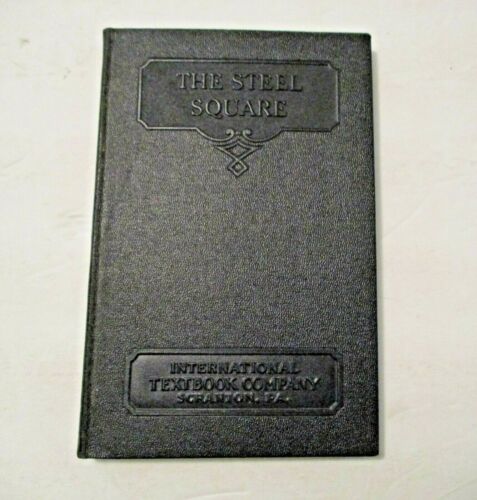 THE STEEL
SQUARE
INTERNATIONAL
TEXTBOOK COMPANY
SCRANTON, PA.